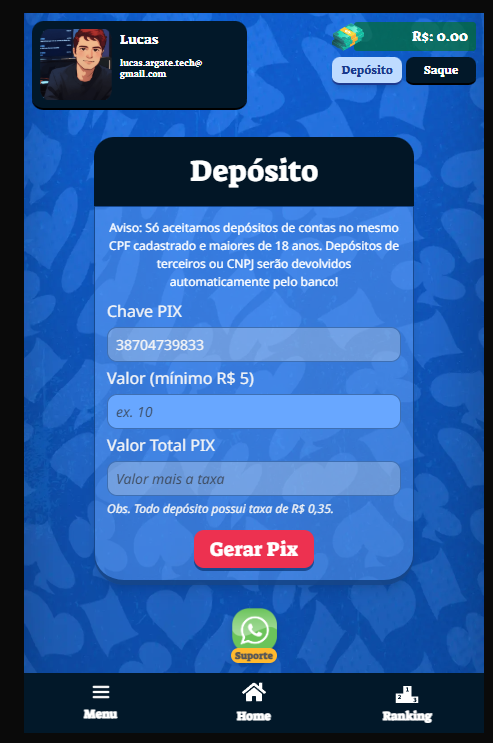 Lucas
lucas.argate.tech@
gmail.com
R$: 0.00
Depósito
Saque
Depósito
Aviso: Só aceitamos depósitos de contas no mesmo
CPF cadastrado e maiores de 18 anos. Depósitos de
terceiros ou CNPJ serão devolvidos
automaticamente pelo banco!
Chave PIX
38704739833
Valor (mínimo R$ 5)
ex. 10
Valor Total PIX
Valor mais a taxa
Obs. Todo depósito possui taxa de R$ 0,35.
Gerar Pix
Suporte
Menu
Home
2 1 3
Ranking